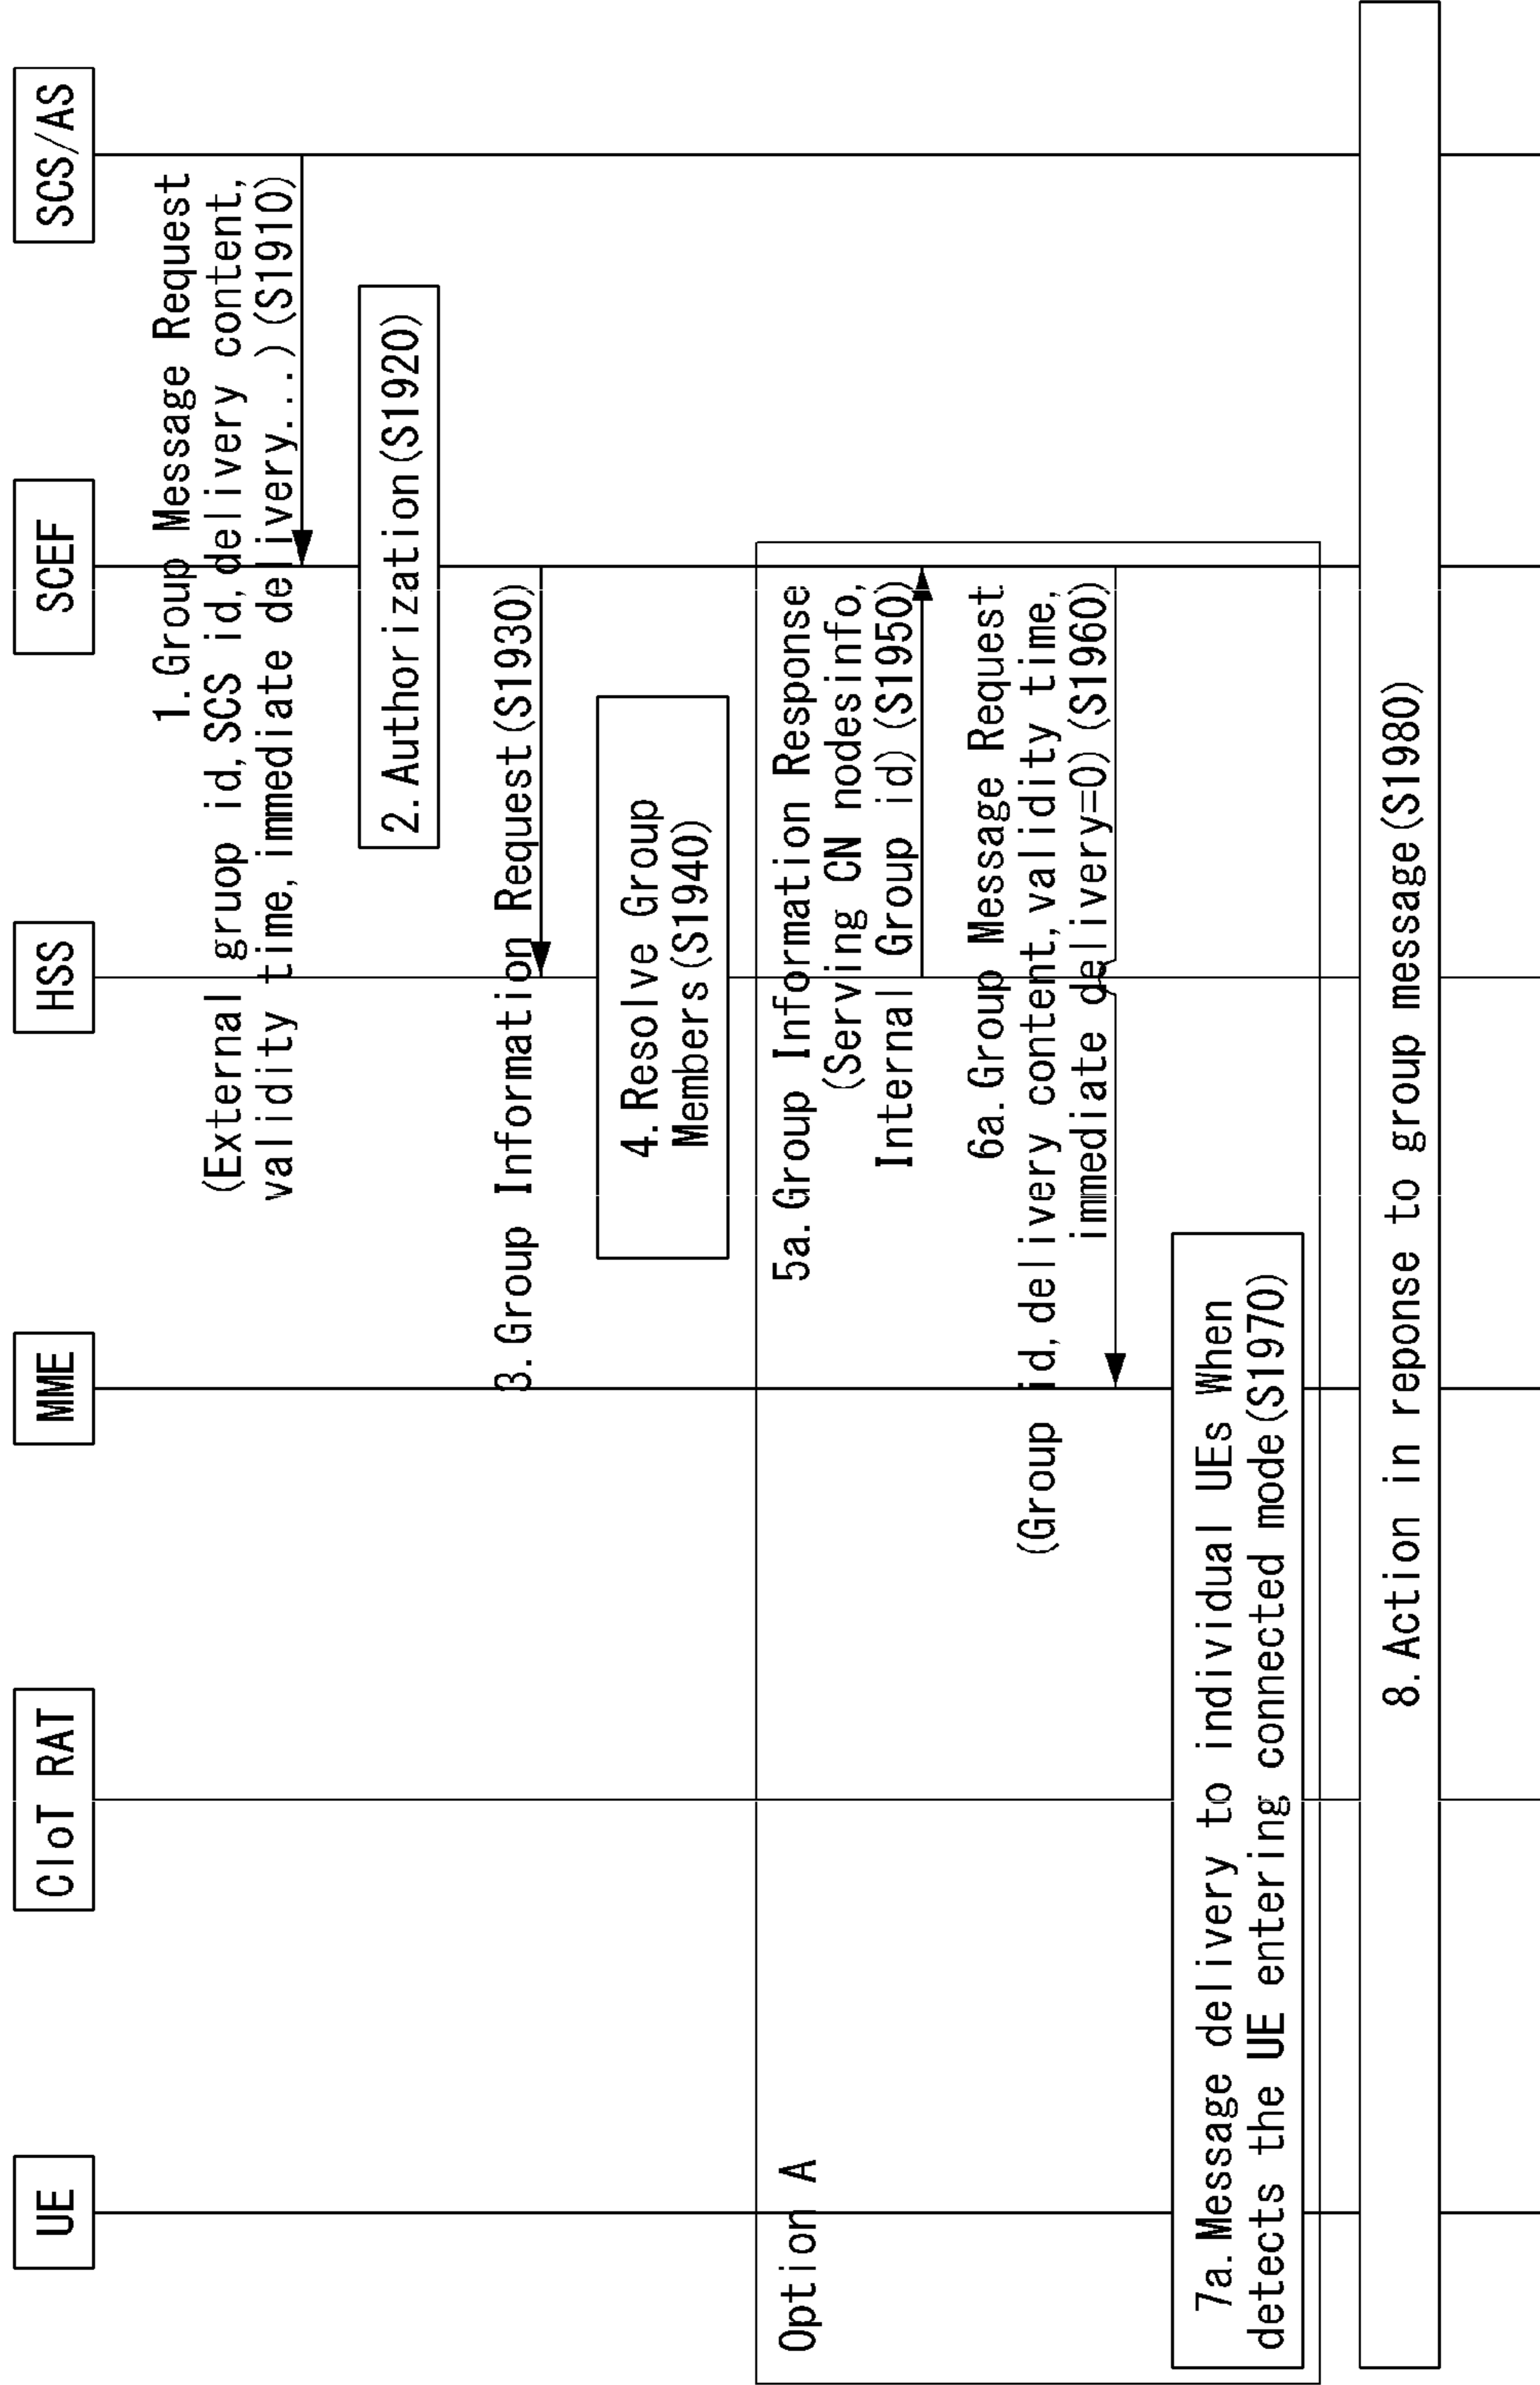 UE
CIoT RAT
MME
HSS
SCEF
SCS/AS
1.Group Message Request
(External gruop id,SCS id,delivery content,
validity time,immediate delivery...)(S1910)
2.Authorization(S1920)
3.Group Information Request(S1930)
4.Resolve Group
Members(S1940)
Option A
5a.Group Information Response
(Serving CN nodesinfo,
Internal Group id)(S1950)
6a.Group Message Request
(Group id,delivery content,validity time,
immediate delivery=0)(S1960)
7a.Message delivery to individual UEs When
detects the UE entering connected mode(S1970)
8.Action in reponse to group message(S1980)